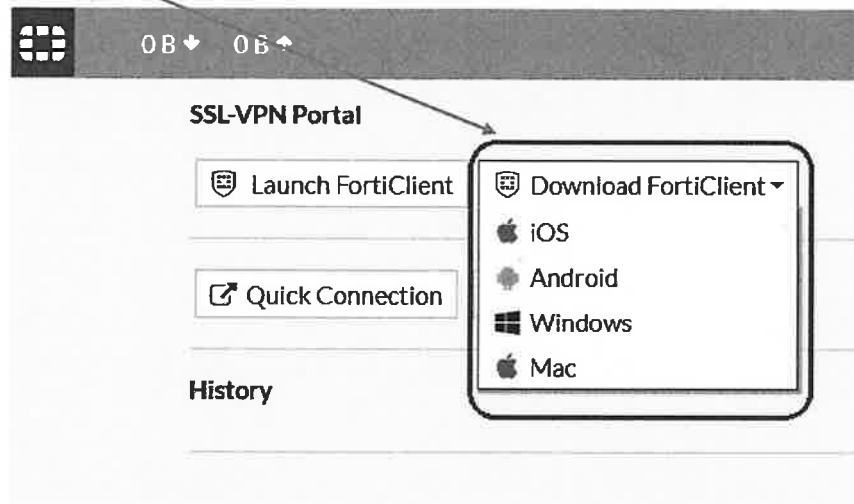 0B 0B
SSL-VPN Portal
Launch FortiClient
Download FortiClient
iOS
Android
Windows
Mac
Quick Connection
History